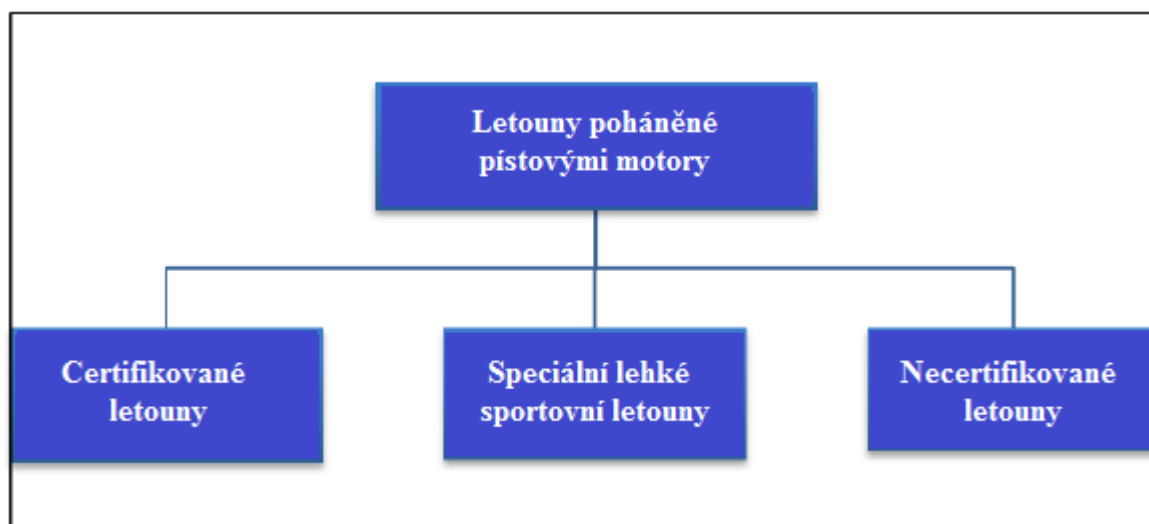 Letouny poháněné
pístovými motory
Certifikované
letouny
Speciální lehké
sportovní letouny
Necertifikované
letouny